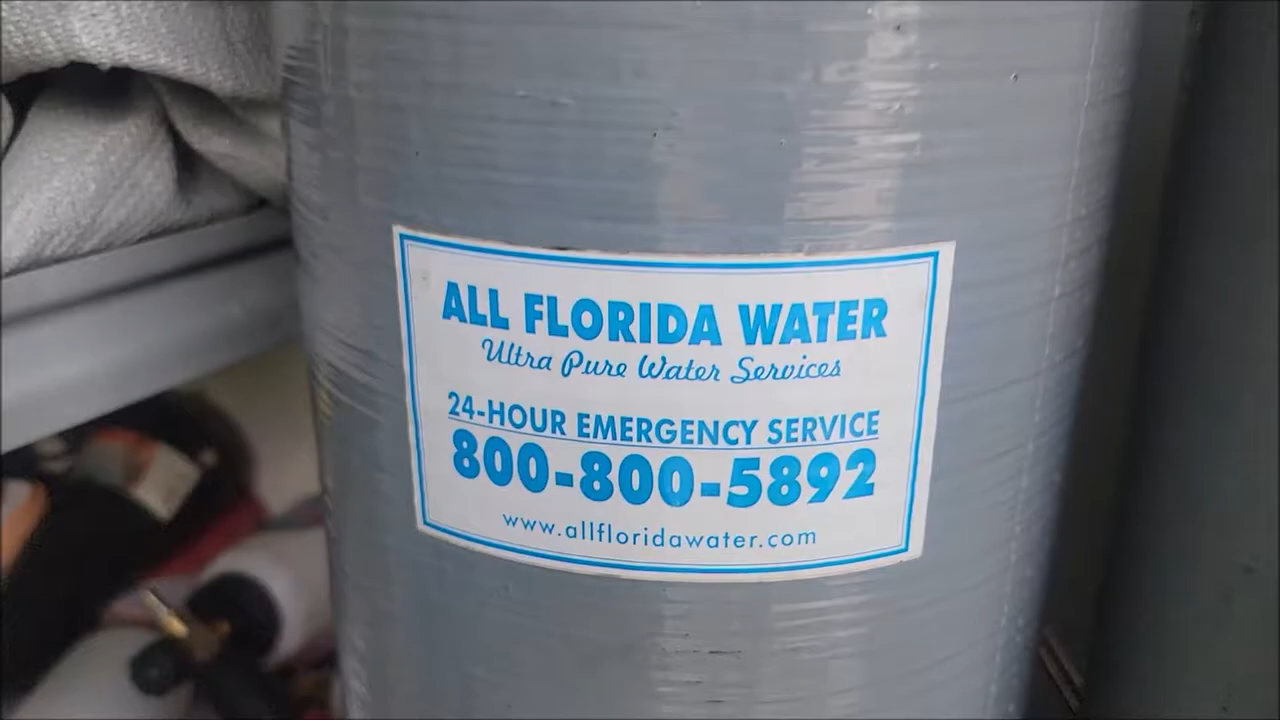 ALL FLORIDA WATER
Ultra Pure Water Services
24-HOUR EMERGENCY SERVICE
800-800-5892
www.allfloridawater.com